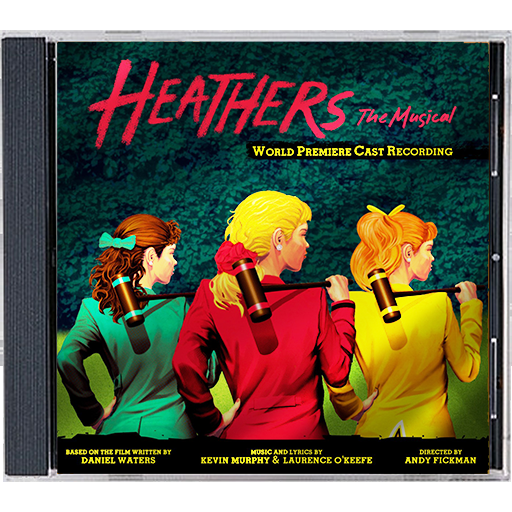 HEATHERS The Musical
WORLD PREMIERE CAST RECORDING
BASED ON THE FILM WRITTEN BY
DANIEL WATERS
MUSIC AND LYRICS BY
KEVIN MURPHY & LAURENCE O'KEEFE
DIRECTED BY
ANDY FICKMAN